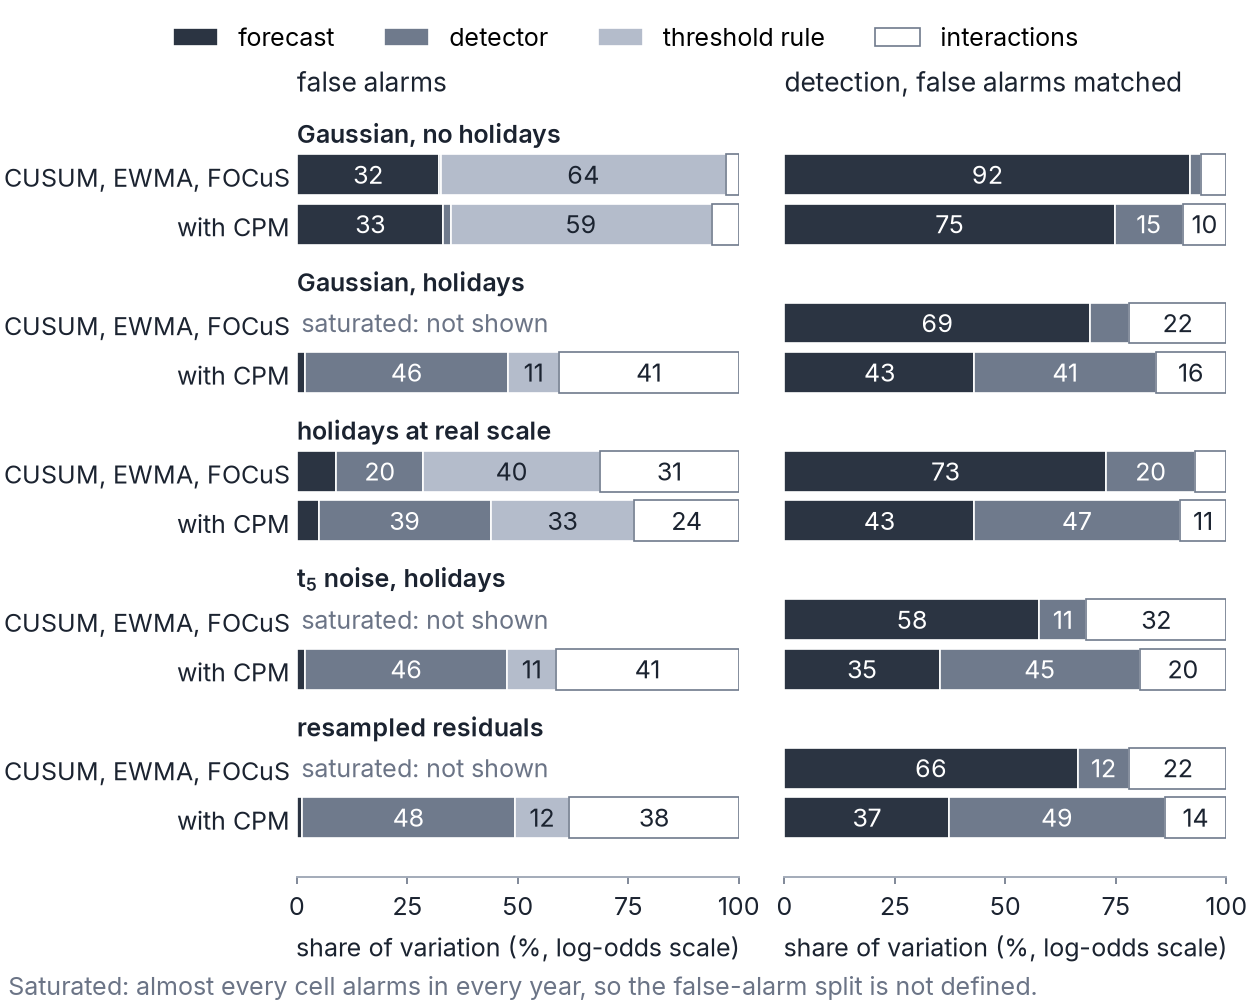 forecast detector threshold rule interactions
false alarms detection, false alarms matched
Gaussian, no holidays
CUSUM, EWMA, FOCuS 32 64 92
with CPM 33 59 75 15 10
Gaussian, holidays
CUSUM, EWMA, FOCuS saturated: not shown 69 22
with CPM 46 11 41 43 41 16
holidays at real scale
CUSUM, EWMA, FOCuS 20 40 31 73 20
with CPM 39 33 24 43 47 11
t₅ noise, holidays
CUSUM, EWMA, FOCuS saturated: not shown 58 11 32
with CPM 46 11 41 35 45 20
resampled residuals
CUSUM, EWMA, FOCuS saturated: not shown 66 12 22
with CPM 48 12 38 37 49 14
0 25 50 75 100 0 25 50 75 100
share of variation (%, log-odds scale) share of variation (%, log-odds scale)
Saturated: almost every cell alarms in every year, so the false-alarm split is not defined.